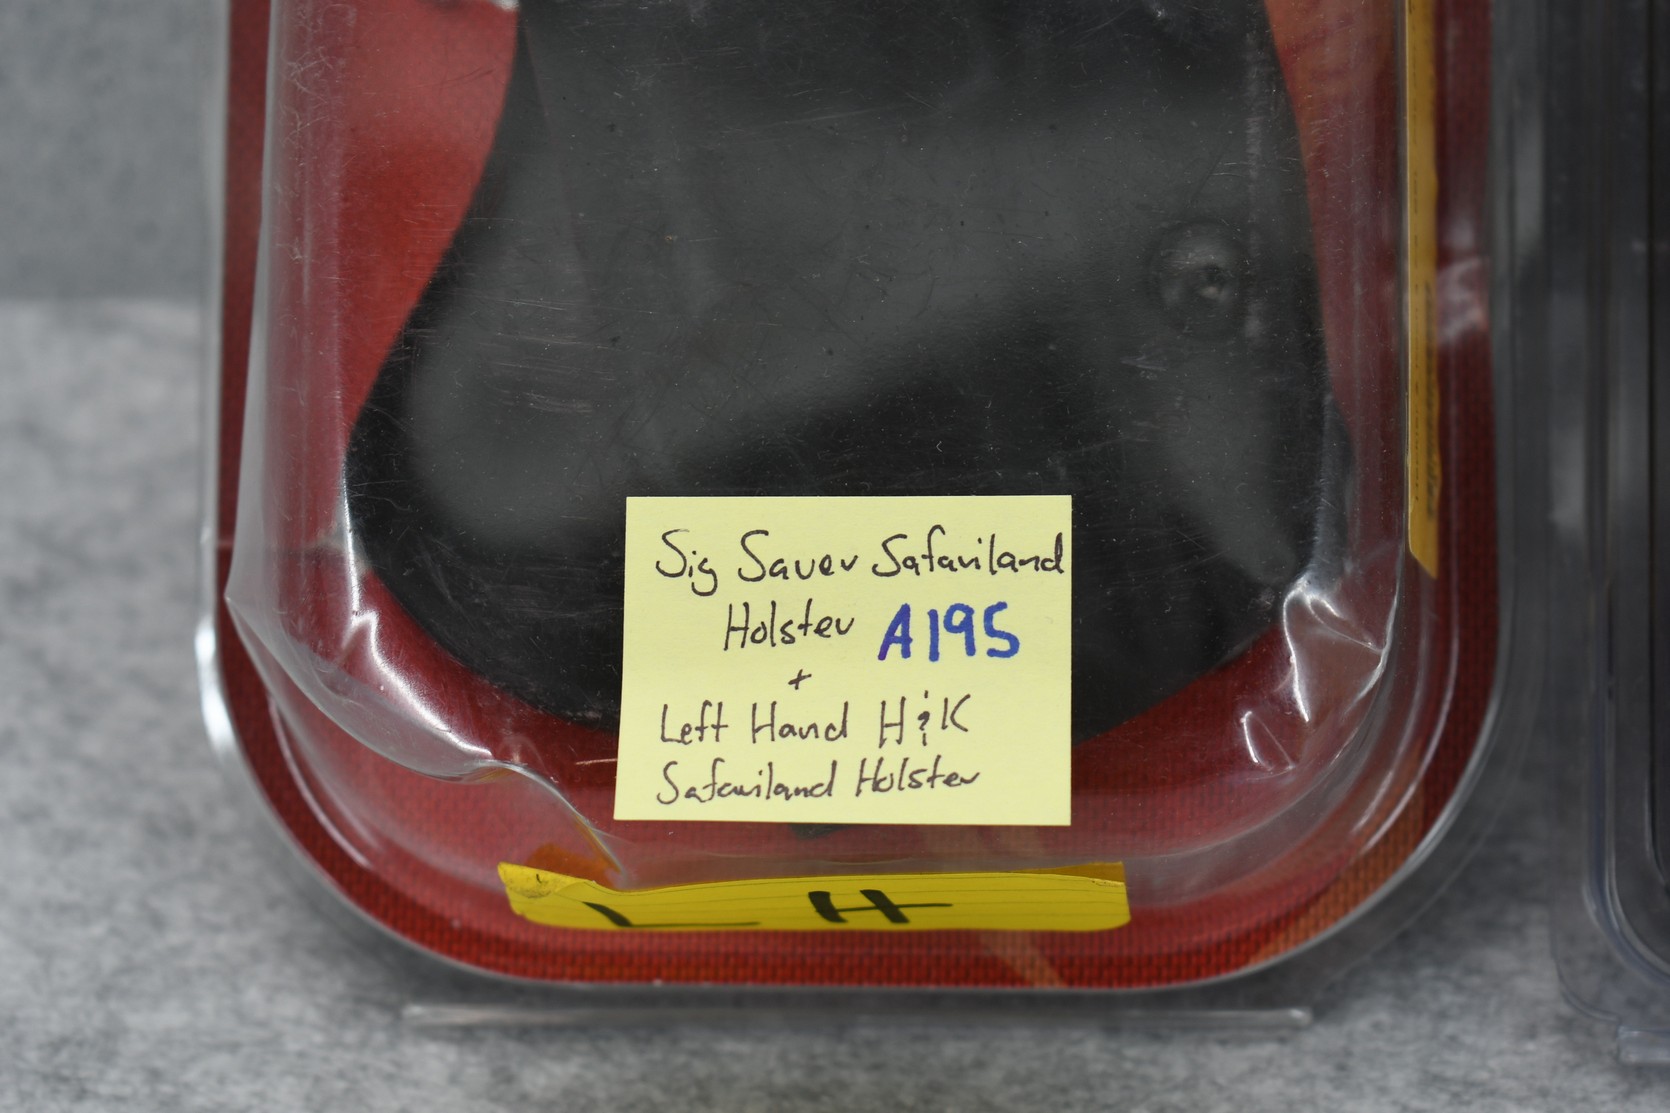 Sig Sauer Safariland
Holster A195
+
Left Hand H&K
Safariland Holster
LH